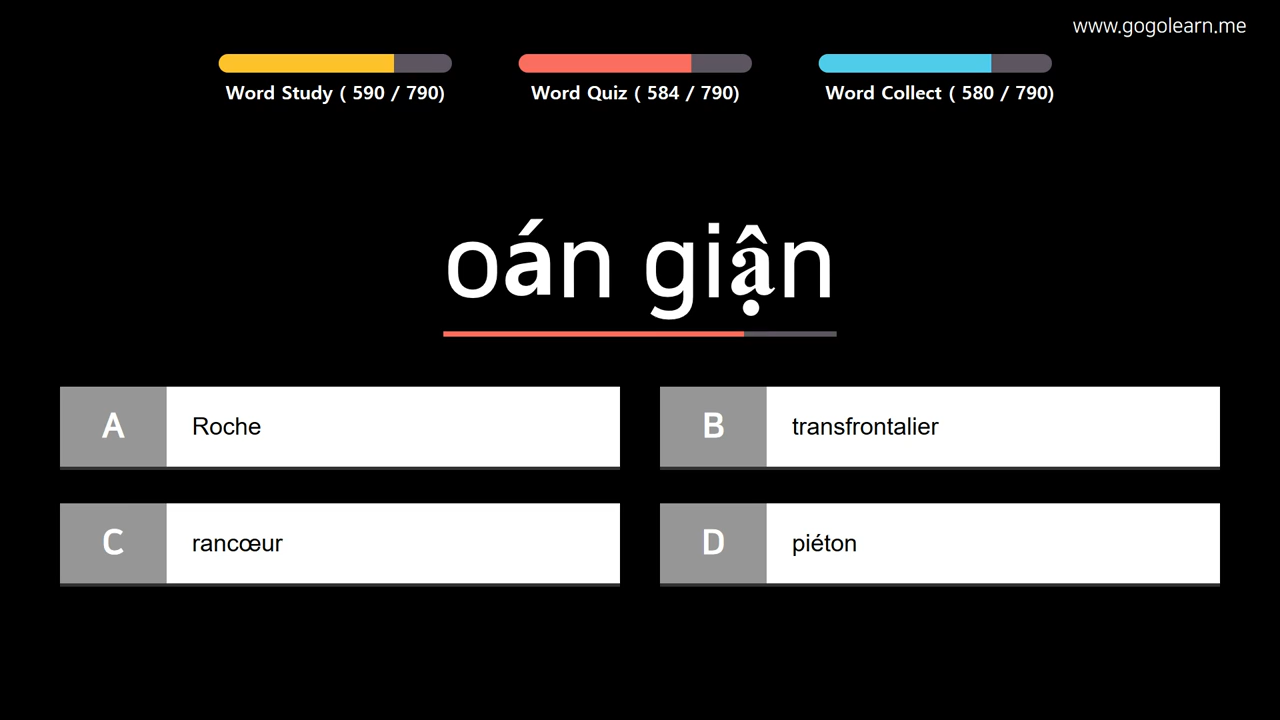 www.gogolearn.me
Word Study ( 590 / 790)
Word Quiz ( 584 / 790)
Word Collect ( 580 / 790)
oán giận
A Roche
B transfrontalier
C rancœur
D piéton